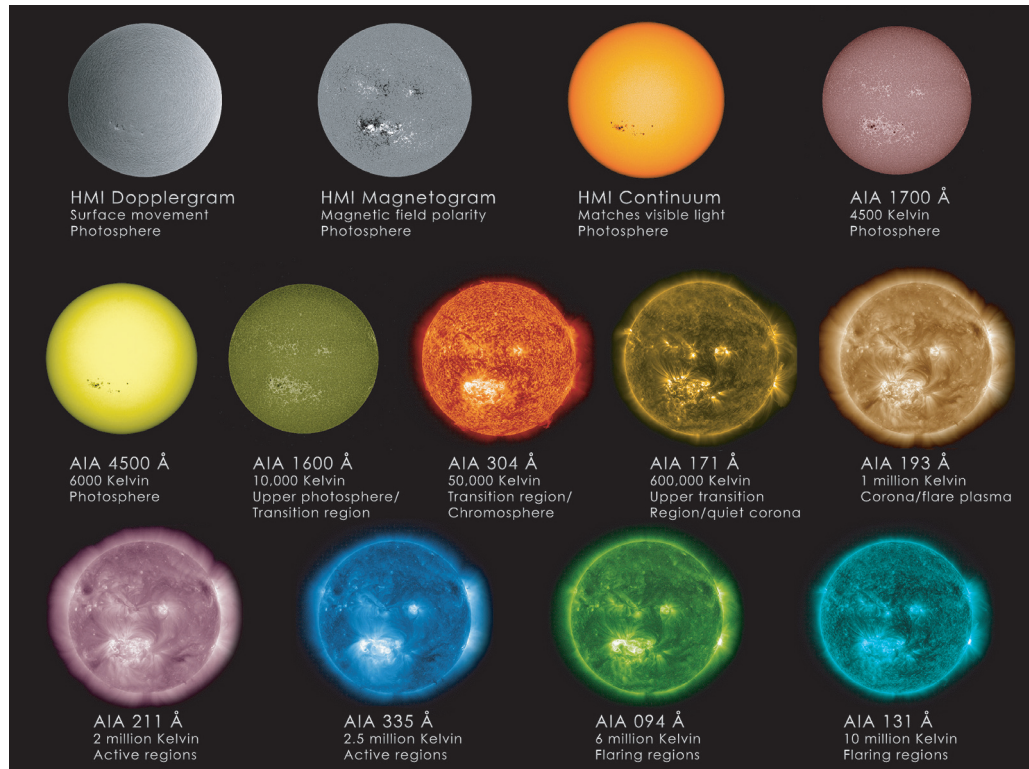 HMI Dopplergram
Surface movement
Photosphere
HMI Magnetogram
Magnetic field polarity
Photosphere
HMI Continuum
Matches visible light
Photosphere
AIA 1700 Å
4500 Kelvin
Photosphere
AIA 4500 Å
6000 Kelvin
Photosphere
AIA 1600 Å
10,000 Kelvin
Upper photosphere/
Transition region
AIA 304 Å
50,000 Kelvin
Transition region/
Chromosphere
AIA 171 Å
600,000 Kelvin
Upper transition
Region/quiet corona
AIA 193 Å
1 million Kelvin
Corona/flare plasma
AIA 211 Å
2 million Kelvin
Active regions
AIA 335 Å
2.5 million Kelvin
Active regions
AIA 094 Å
6 million Kelvin
Flaring regions
AIA 131 Å
10 million Kelvin
Flaring regions